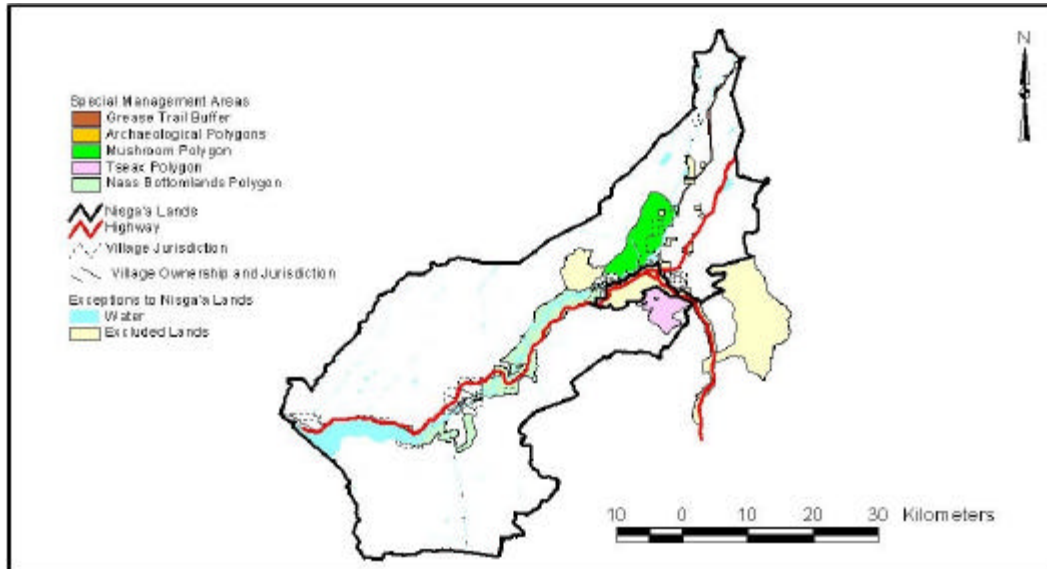 Special Management Areas
Grease Trail Buffer
Archaeological Polygons
Mushroom Polygon
Tseax Polygon
Nass Bottomlands Polygon
Nisga'a Lands
Highway
Village Jurisdiction
Village Ownership and Jurisdiction
Exceptions to Nisga'a Lands
Water
Excluded Lands
N
10 0 10 20 30 Kilometers